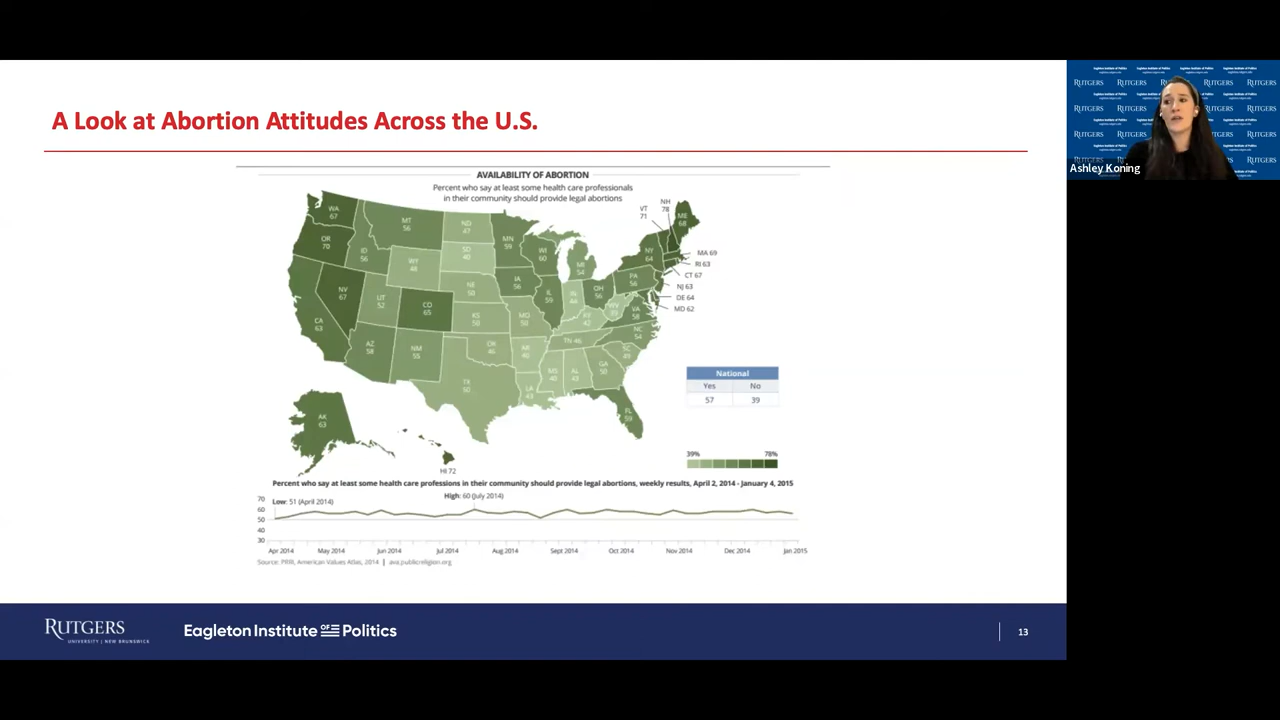 A Look at Abortion Attitudes Across the U.S.
AVAILABILITY OF ABORTION
Percent who say at least some health care professionals
in their community should provide legal abortions
WA
67
OR
70
CA
63
NV
67
ID
56
MT
56
WY
48
UT
52
CO
65
AZ
58
NM
55
ND
47
SD
40
NE
50
KS
50
OK
46
TX
50
MN
59
IA
56
MO
50
AR
40
LA
43
WI
60
IL
59
MI
54
IN
44
OH
56
KY
42
TN 46
MS
40
AL
43
GA
50
FL
59
SC
49
NC
54
VA
58
WV
39
PA
56
NY
64
VT
71
NH
78
ME
68
MA 69
RI 63
CT 67
NJ 63
DE 64
MD 62
AK
63
HI 72
National
Yes No
57 39
39% 78%
Percent who say at least some health care professions in their community should provide legal abortions, weekly results, April 2, 2014 - January 4, 2015
70
60
50
40
30
Low: 51 (April 2014)
High: 60 (July 2014)
Apr 2014 May 2014 Jun 2014 Jul 2014 Aug 2014 Sept 2014 Oct 2014 Nov 2014 Dec 2014 Jan 2015
Source: PRRI, American Values Atlas, 2014 | ava.publicreligion.org
RUTGERS
UNIVERSITY | NEW BRUNSWICK
Eagleton Institute OF Politics
13
Eagleton Institute of Politics
RUTGERS
Ashley Koning